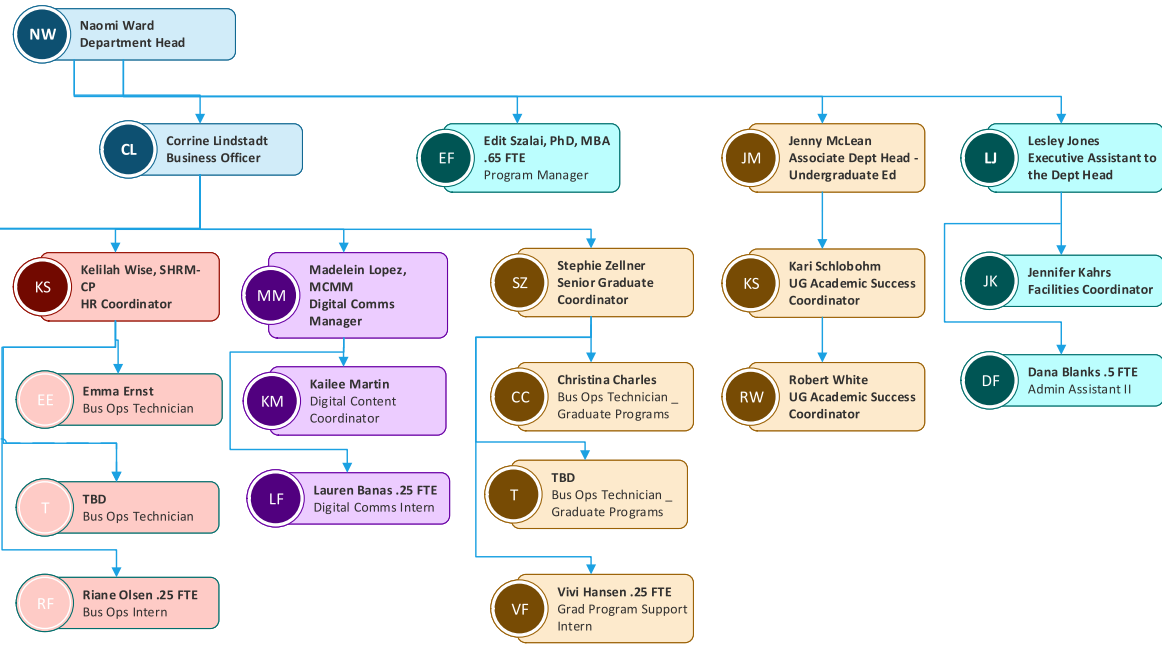 NW
Naomi Ward
Department Head
CL
Corrine Lindstadt
Business Officer
EF
Edit Szalai, PhD, MBA
.65 FTE
Program Manager
JM
Jenny McLean
Associate Dept Head -
Undergraduate Ed
LJ
Lesley Jones
Executive Assistant to
the Dept Head
KS
Kelilah Wise, SHRM-
CP
HR Coordinator
MM
Madelein Lopez,
MCMM
Digital Comms
Manager
SZ
Stephie Zellner
Senior Graduate
Coordinator
KS
Kari Schlobohm
UG Academic Success
Coordinator
JK
Jennifer Kahrs
Facilities Coordinator
EE
Emma Ernst
Bus Ops Technician
KM
Kailee Martin
Digital Content
Coordinator
CC
Christina Charles
Bus Ops Technician _
Graduate Programs
RW
Robert White
UG Academic Success
Coordinator
DF
Dana Blanks .5 FTE
Admin Assistant II
T
TBD
Bus Ops Technician
LF
Lauren Banas .25 FTE
Digital Comms Intern
T
TBD
Bus Ops Technician _
Graduate Programs
RF
Riane Olsen .25 FTE
Bus Ops Intern
VF
Vivi Hansen .25 FTE
Grad Program Support
Intern